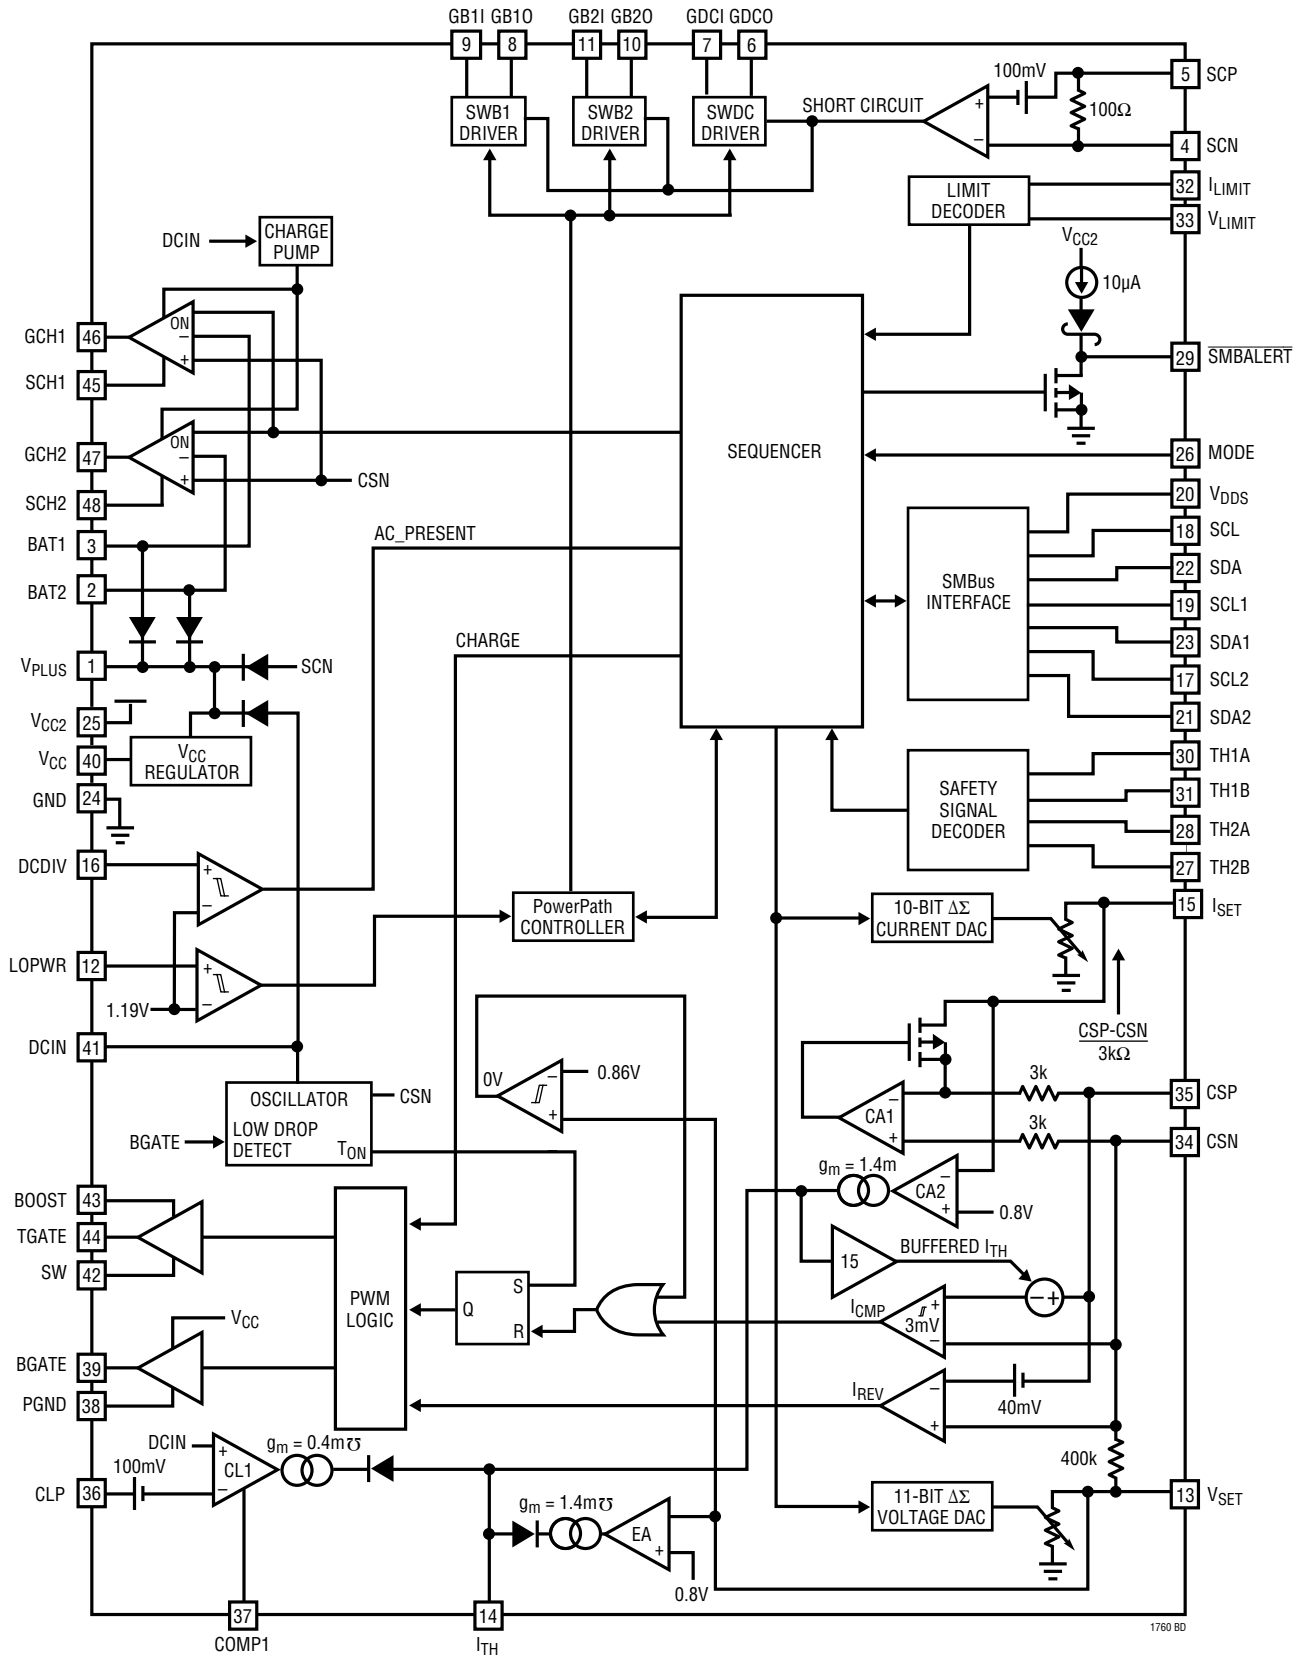 GB1I GB1O GB2I GB2O GDCI GDCO
9 8 11 10 7 6
SWB1 DRIVER
SWB2 DRIVER
SWDC DRIVER
SHORT CIRCUIT
100mV
+
−
100Ω
5 SCP
4 SCN
LIMIT DECODER
32 ILIMIT
33 VLIMIT
DCIN
CHARGE PUMP
VCC2
10µA
GCH1 46
ON
−
+
SCH1 45
29 SMBALERT
GCH2 47
ON
−
+
CSN
SCH2 48
SEQUENCER
26 MODE
20 VDDS
18 SCL
22 SDA
19 SCL1
23 SDA1
17 SCL2
21 SDA2
SMBus INTERFACE
BAT1 3
BAT2 2
AC_PRESENT
CHARGE
VPLUS 1
SCN
VCC2 25
VCC 40
VCC REGULATOR
GND 24
SAFETY SIGNAL DECODER
30 TH1A
31 TH1B
28 TH2A
27 TH2B
DCDIV 16
+
−
PowerPath CONTROLLER
10-BIT ΔΣ CURRENT DAC
15 ISET
LOPWR 12
+
−
1.19V
DCIN 41
CSP-CSN
3kΩ
0V
−
+
0.86V
OSCILLATOR
LOW DROP DETECT
TON
CSN
BGATE
CA1
−
+
3k
3k
35 CSP
34 CSN
gm = 1.4m
CA2
−
+
0.8V
BOOST 43
TGATE 44
SW 42
PWM LOGIC
15
BUFFERED ITH
−+
S
Q
R
ICMP
+
3mV
−
VCC
BGATE 39
PGND 38
IREV
−
+
40mV
400k
DCIN
100mV
CLP 36
+
CL1
−
gm = 0.4m℧
gm = 1.4m℧
EA
+
0.8V
11-BIT ΔΣ VOLTAGE DAC
13 VSET
37
COMP1
14
ITH
1760 BD